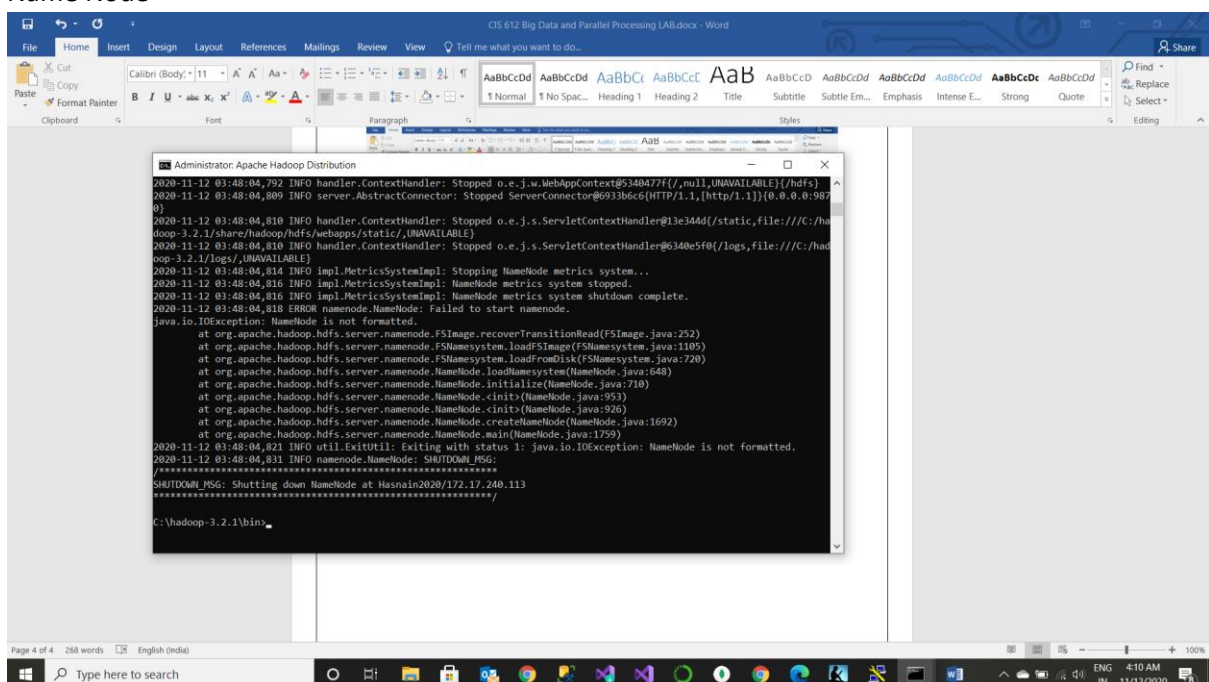 Name Node
CIS 612 Big Data and Parallel Processing LAB.docx - Word
File Home Insert Design Layout References Mailings Review View Tell me what you want to do... Share
Cut
Copy
Paste
Format Painter
Clipboard
Calibri (Body) 11
Font
Paragraph
AaBbCcDd AaBbCcDd AaBbCc AaBbCcE AaB AaBbCcD AaBbCcDd AaBbCcDd AaBbCcDd AaBbCcDc AaBbCcDd
¶ Normal ¶ No Spac... Heading 1 Heading 2 Title Subtitle Subtle Em... Emphasis Intense E... Strong Quote
Styles
Find
Replace
Select
Editing
Administrator: Apache Hadoop Distribution
2020-11-12 03:48:04,792 INFO handler.ContextHandler: Stopped o.e.j.w.WebAppContext@5340477f{/,null,UNAVAILABLE}{/hdfs}
2020-11-12 03:48:04,809 INFO server.AbstractConnector: Stopped ServerConnector@6933b6c6{HTTP/1.1,[http/1.1]}{0.0.0.0:987
0}
2020-11-12 03:48:04,810 INFO handler.ContextHandler: Stopped o.e.j.s.ServletContextHandler@13e344d{/static,file:///C:/ha
doop-3.2.1/share/hadoop/hdfs/webapps/static/,UNAVAILABLE}
2020-11-12 03:48:04,810 INFO handler.ContextHandler: Stopped o.e.j.s.ServletContextHandler@6340e5f0{/logs,file:///C:/had
oop-3.2.1/logs/,UNAVAILABLE}
2020-11-12 03:48:04,814 INFO impl.MetricsSystemImpl: Stopping NameNode metrics system...
2020-11-12 03:48:04,816 INFO impl.MetricsSystemImpl: NameNode metrics system stopped.
2020-11-12 03:48:04,816 INFO impl.MetricsSystemImpl: NameNode metrics system shutdown complete.
2020-11-12 03:48:04,818 ERROR namenode.NameNode: Failed to start namenode.
java.io.IOException: NameNode is not formatted.
at org.apache.hadoop.hdfs.server.namenode.FSImage.recoverTransitionRead(FSImage.java:252)
at org.apache.hadoop.hdfs.server.namenode.FSNamesystem.loadFSImage(FSNamesystem.java:1105)
at org.apache.hadoop.hdfs.server.namenode.FSNamesystem.loadFromDisk(FSNamesystem.java:720)
at org.apache.hadoop.hdfs.server.namenode.NameNode.loadNamesystem(NameNode.java:648)
at org.apache.hadoop.hdfs.server.namenode.NameNode.initialize(NameNode.java:710)
at org.apache.hadoop.hdfs.server.namenode.NameNode.<init>(NameNode.java:953)
at org.apache.hadoop.hdfs.server.namenode.NameNode.<init>(NameNode.java:926)
at org.apache.hadoop.hdfs.server.namenode.NameNode.createNameNode(NameNode.java:1692)
at org.apache.hadoop.hdfs.server.namenode.NameNode.main(NameNode.java:1759)
2020-11-12 03:48:04,821 INFO util.ExitUtil: Exiting with status 1: java.io.IOException: NameNode is not formatted.
2020-11-12 03:48:04,831 INFO namenode.NameNode: SHUTDOWN_MSG:
/************************************************************
SHUTDOWN_MSG: Shutting down NameNode at Hasnain2020/172.17.240.113
************************************************************/
C:\hadoop-3.2.1\bin>
Page 4 of 4 268 words English (India) 100%
Type here to search
ENG 4:10 AM
IN 11/12/2020